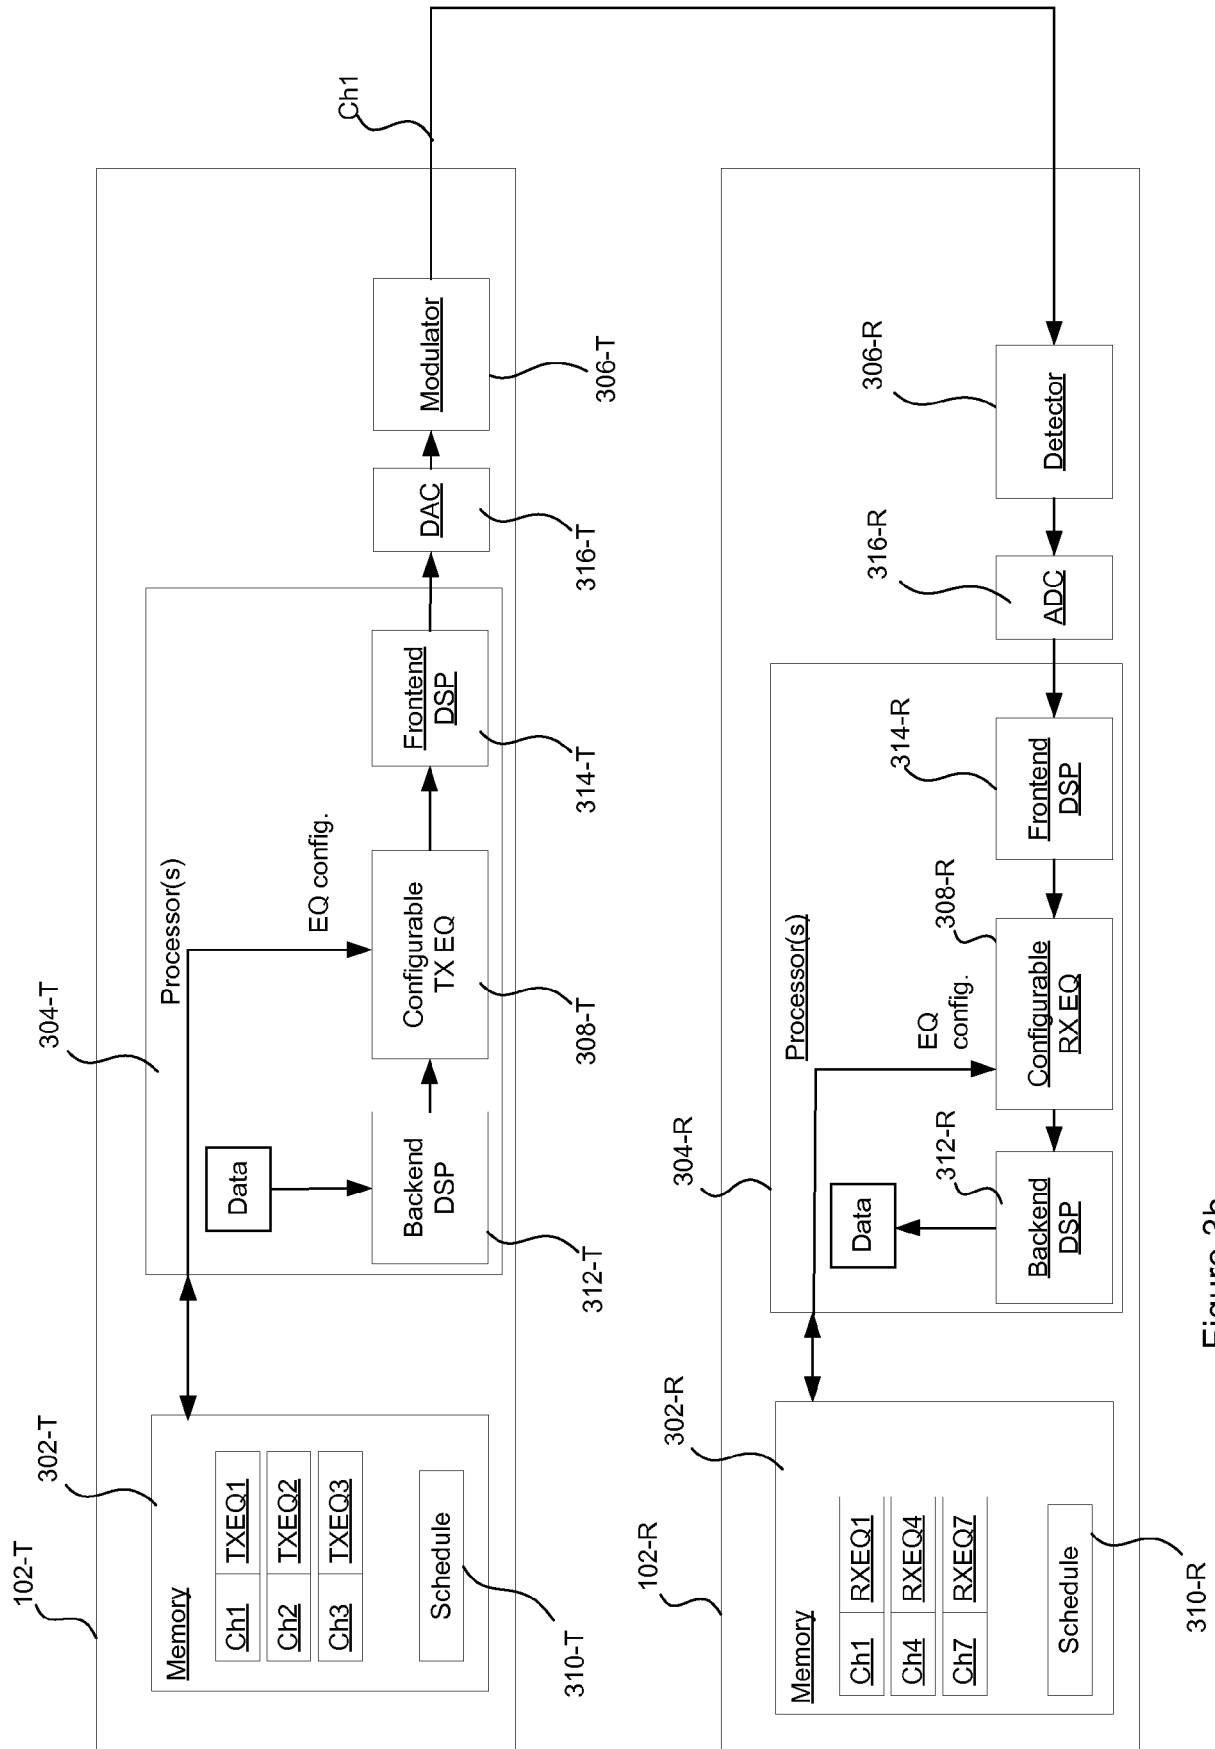 102-T
302-T
Memory
Ch1 TXEQ1
Ch2 TXEQ2
Ch3 TXEQ3
Schedule
310-T
304-T
Processor(s)
Data
EQ config.
Backend
DSP
312-T
Configurable
TX EQ
308-T
Frontend
DSP
314-T
DAC
316-T
Modulator
306-T
Ch1
102-R
302-R
Memory
Ch1 RXEQ1
Ch4 RXEQ4
Ch7 RXEQ7
Schedule
310-R
304-R
Processor(s)
Data
312-R
Backend
DSP
EQ
config.
308-R
Configurable
RX EQ
314-R
Frontend
DSP
316-R
ADC
306-R
Detector
Figure 3b